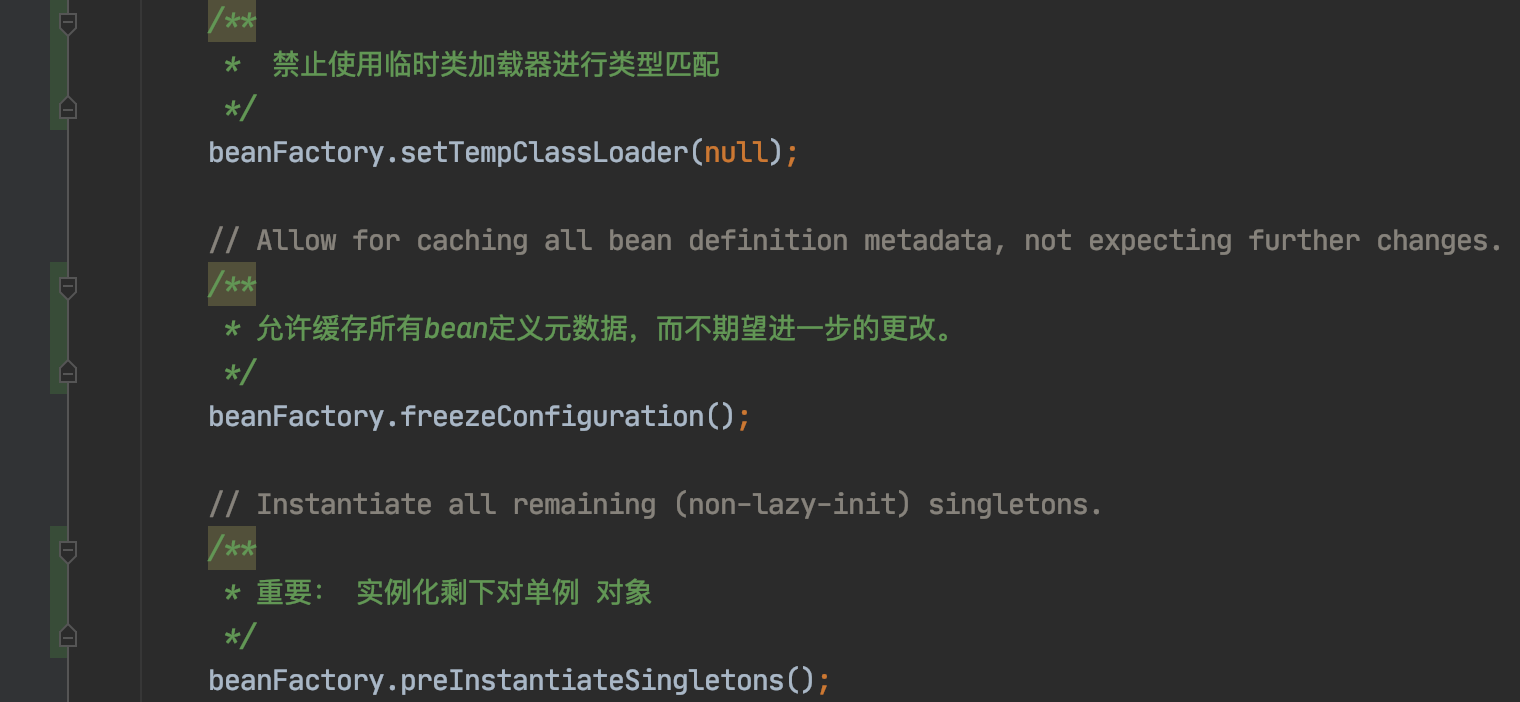 /**
 *  禁止使用临时类加载器进行类型匹配
 */
beanFactory.setTempClassLoader(null);
// Allow for caching all bean definition metadata, not expecting further changes.
/**
 * 允许缓存所有bean定义元数据，而不期望进一步的更改。
 */
beanFactory.freezeConfiguration();
// Instantiate all remaining (non-lazy-init) singletons.
/**
 * 重要： 实例化剩下对单例 对象
 */
beanFactory.preInstantiateSingletons();